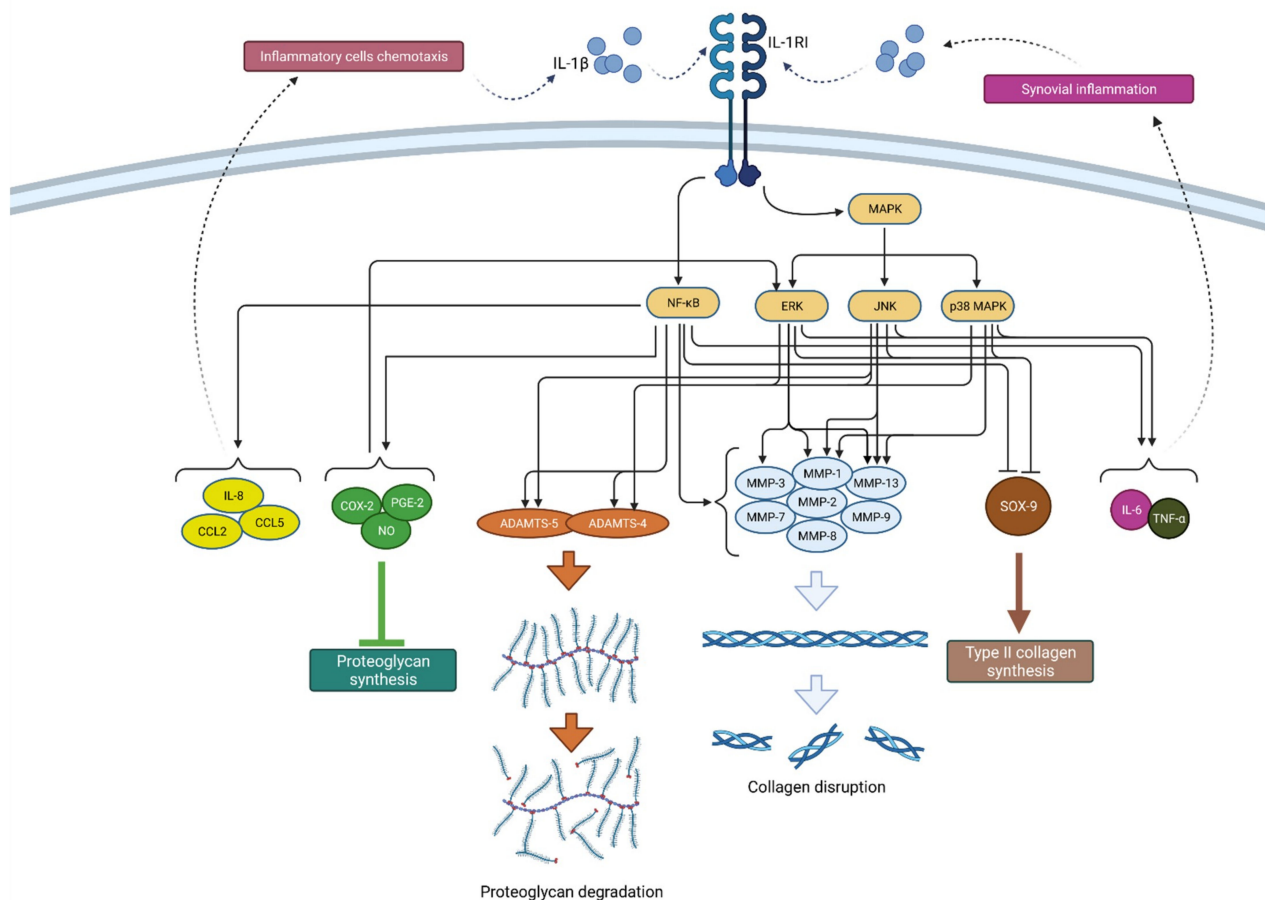 Inflammatory cells chemotaxis
IL-1β
IL-1RI
Synovial inflammation
MAPK
NF-κB
ERK
JNK
p38 MAPK
IL-8
CCL2
CCL5
COX-2
PGE-2
NO
ADAMTS-5
ADAMTS-4
MMP-1
MMP-3
MMP-13
MMP-2
MMP-7
MMP-9
MMP-8
SOX-9
IL-6
TNF-α
Proteoglycan
synthesis
Type II collagen
synthesis
Collagen disruption
Proteoglycan degradation